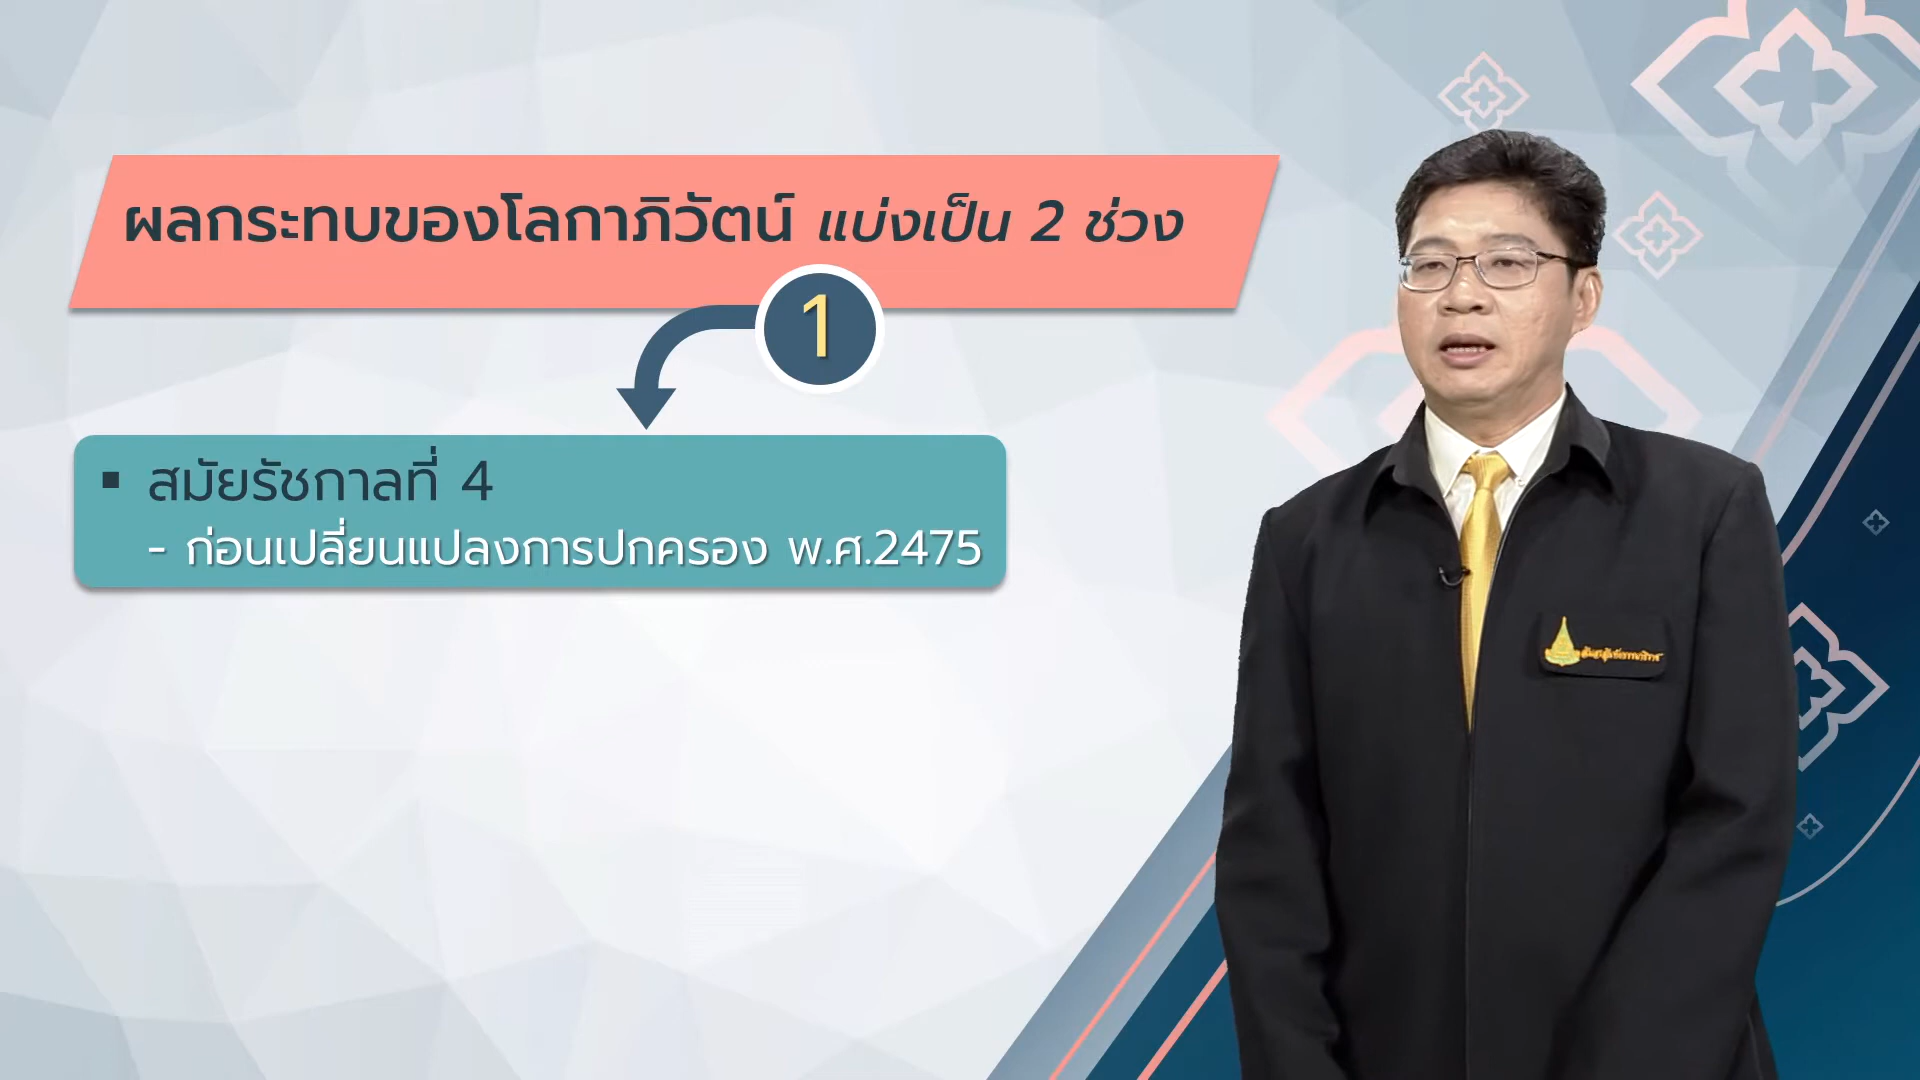 ผลกระทบของโลกาภิวัตน์ แบ่งเป็น 2 ช่วง
1
▪ สมัยรัชกาลที่ 4
- ก่อนเปลี่ยนแปลงการปกครอง พ.ศ.2475